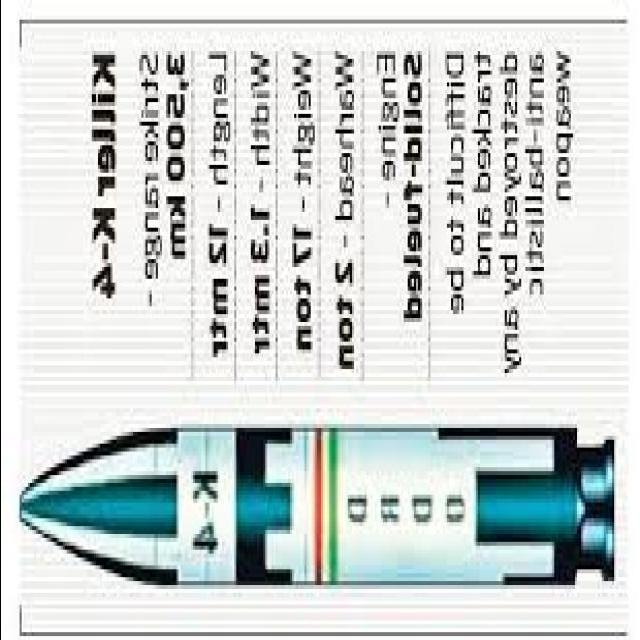 Killer K-4
Strike range -
3,500 km
Length - 12 mtr
Width - 1.3 mtr
Weight - 17 ton
Warhead - 2 ton
Engine -
Solid-fueled
Difficult to be
tracked and
destroyed by any
anti-ballistic
weapon
K-4
D
R
D
O